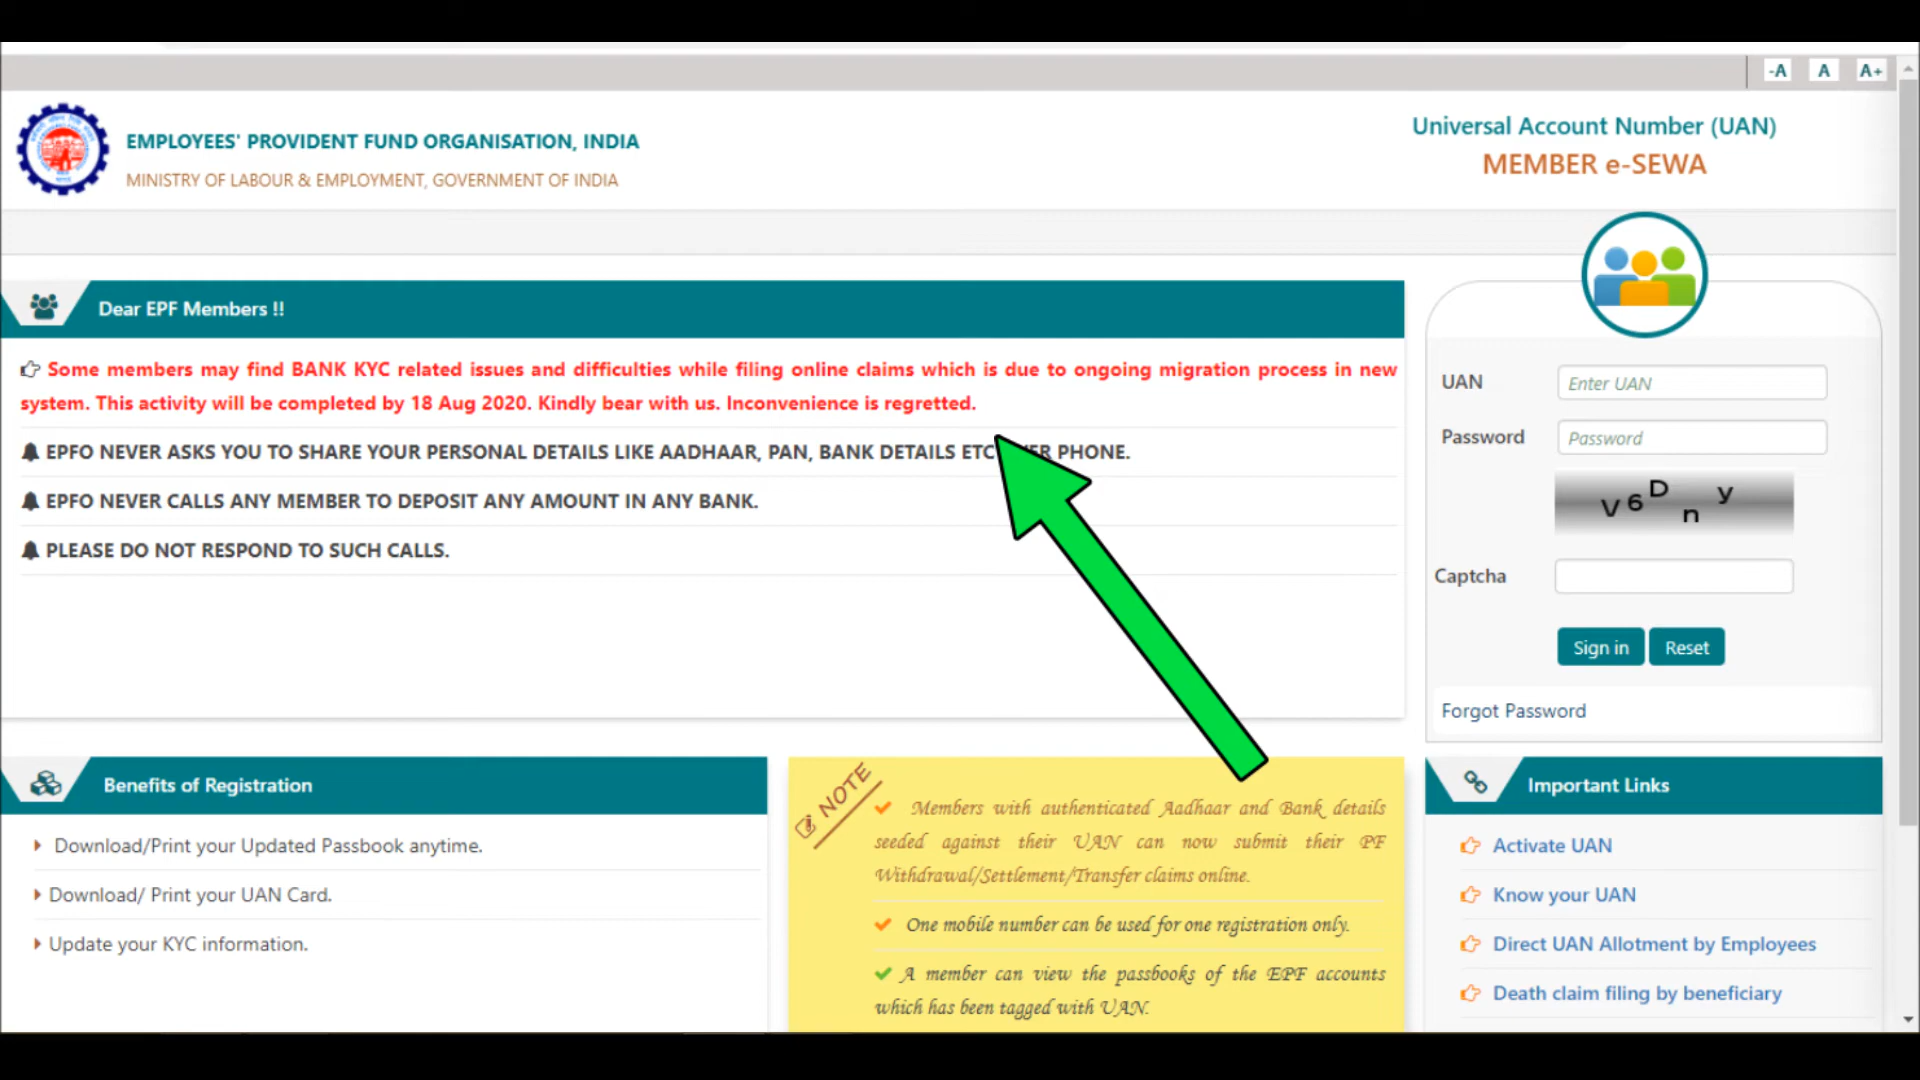 -A A A+
EMPLOYEES' PROVIDENT FUND ORGANISATION, INDIA
MINISTRY OF LABOUR & EMPLOYMENT, GOVERNMENT OF INDIA
Universal Account Number (UAN)
MEMBER e-SEWA
Dear EPF Members !!
Some members may find BANK KYC related issues and difficulties while filing online claims which is due to ongoing migration process in new
system. This activity will be completed by 18 Aug 2020. Kindly bear with us. Inconvenience is regretted.
EPFO NEVER ASKS YOU TO SHARE YOUR PERSONAL DETAILS LIKE AADHAAR, PAN, BANK DETAILS ETC PHONE.
EPFO NEVER CALLS ANY MEMBER TO DEPOSIT ANY AMOUNT IN ANY BANK.
PLEASE DO NOT RESPOND TO SUCH CALLS.
UAN Enter UAN
Password Password
V 6 D n y
Captcha
Sign in Reset
Forgot Password
Benefits of Registration
Download/Print your Updated Passbook anytime.
Download/ Print your UAN Card.
Update your KYC information.
NOTE
Members with authenticated Aadhaar and Bank details
seeded against their UAN can now submit their PF
Withdrawal/Settlement/Transfer claims online.
One mobile number can be used for one registration only.
A member can view the passbooks of the EPF accounts
which has been tagged with UAN.
Important Links
Activate UAN
Know your UAN
Direct UAN Allotment by Employees
Death claim filing by beneficiary